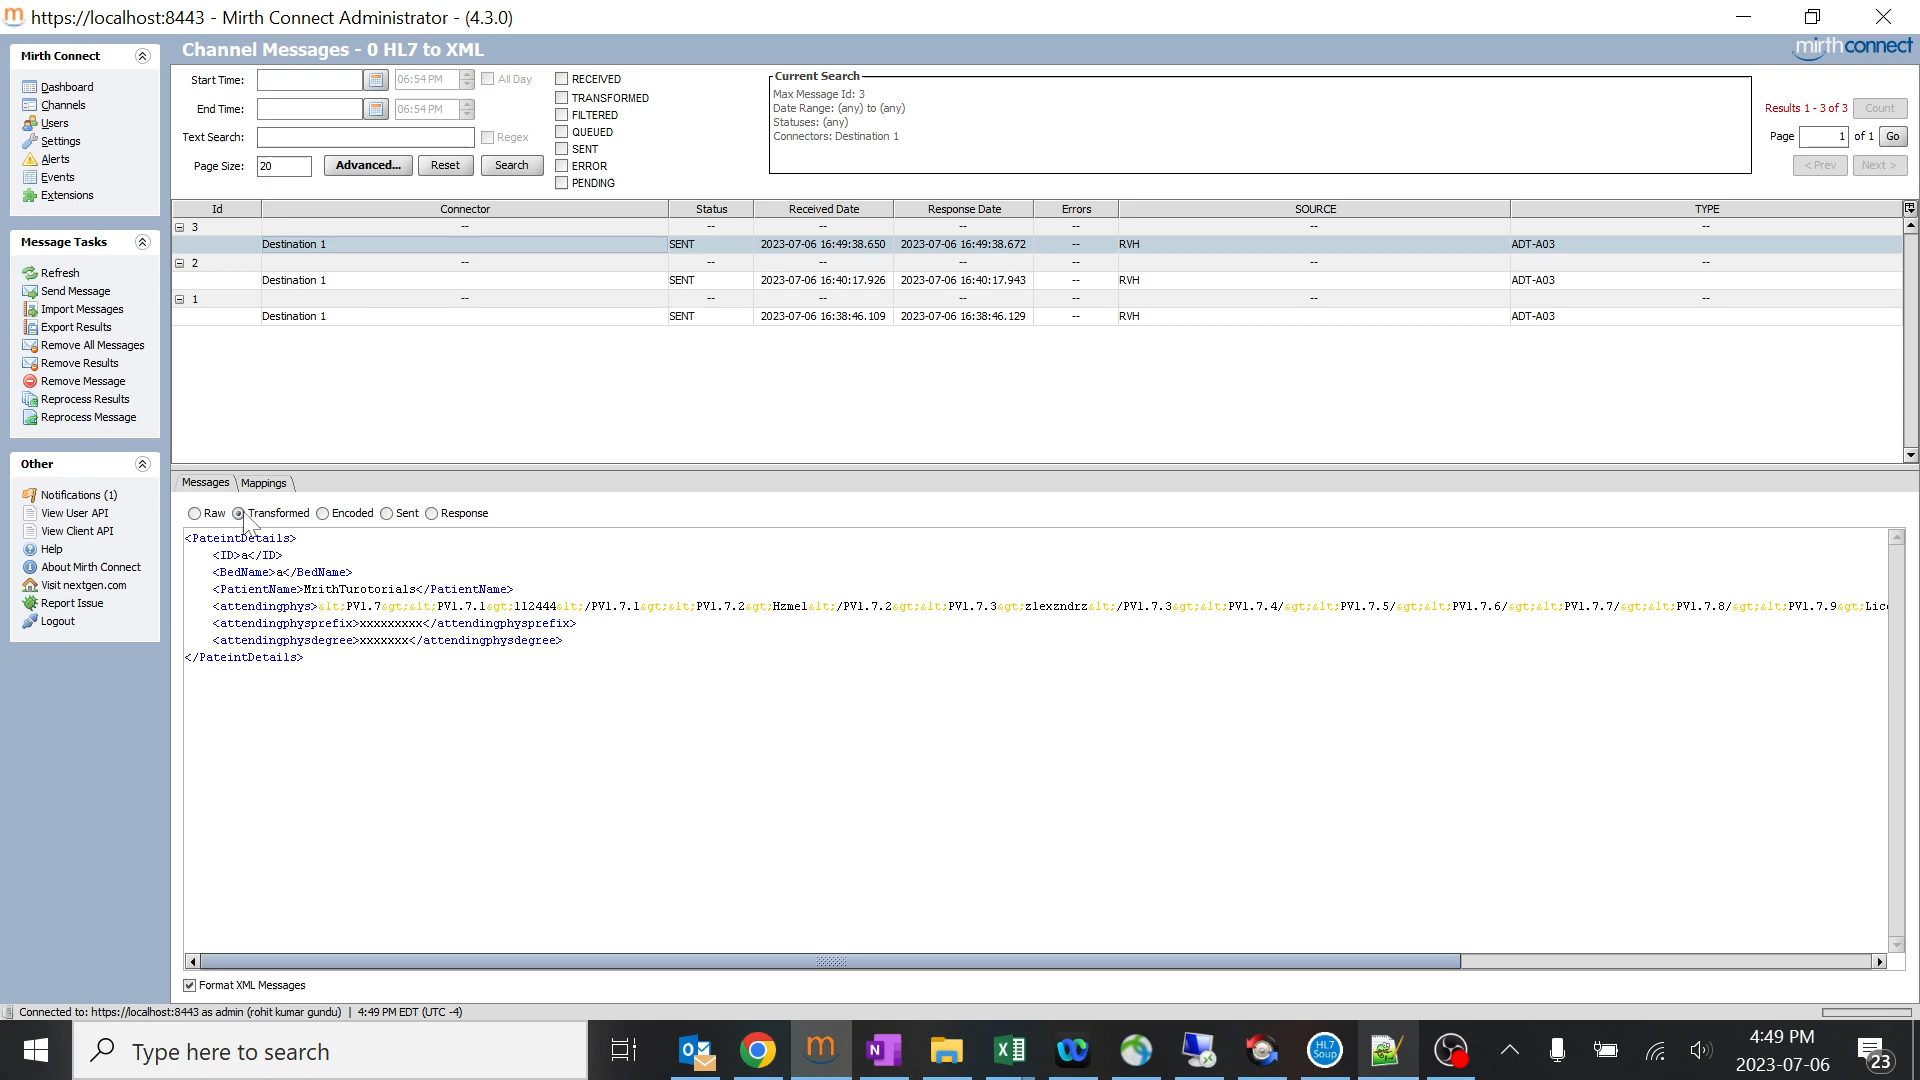 https://localhost:8443 - Mirth Connect Administrator - (4.3.0)
Mirth Connect
Channel Messages - 0 HL7 to XML
mirth connect
Dashboard
Channels
Users
Settings
Alerts
Events
Extensions
Message Tasks
Refresh
Send Message
Import Messages
Export Results
Remove All Messages
Remove Results
Remove Message
Reprocess Results
Reprocess Message
Other
Notifications (1)
View User API
View Client API
Help
About Mirth Connect
Visit nextgen.com
Report Issue
Logout
Start Time: 06:54 PM All Day
End Time: 06:54 PM
Text Search: Regex
Page Size: 20 Advanced... Reset Search
RECEIVED
TRANSFORMED
FILTERED
QUEUED
SENT
ERROR
PENDING
Current Search
Max Message Id: 3
Date Range: (any) to (any)
Statuses: (any)
Connectors: Destination 1
Results 1 - 3 of 3 Count
Page 1 of 1 Go
< Prev Next >
Id Connector Status Received Date Response Date Errors SOURCE TYPE
3 -- -- -- -- -- -- --
Destination 1 SENT 2023-07-06 16:49:38.650 2023-07-06 16:49:38.672 -- RVH ADT-A03
2 -- -- -- -- -- -- --
Destination 1 SENT 2023-07-06 16:40:17.926 2023-07-06 16:40:17.943 -- RVH ADT-A03
1 -- -- -- -- -- -- --
Destination 1 SENT 2023-07-06 16:38:46.109 2023-07-06 16:38:46.129 -- RVH ADT-A03
Messages Mappings
Raw Transformed Encoded Sent Response
<PateintDetails>
<ID>a</ID>
<BedName>a</BedName>
<PatientName>MrithTurotorials</PatientName>
<attendingphys>&lt;PV1.7&gt;&lt;PV1.7.1&gt;112444&lt;/PV1.7.1&gt;&lt;PV1.7.2&gt;Hzmel&lt;/PV1.7.2&gt;&lt;PV1.7.3&gt;zlexzndrz&lt;/PV1.7.3&gt;&lt;PV1.7.4/&gt;&lt;PV1.7.5/&gt;&lt;PV1.7.6/&gt;&lt;PV1.7.7/&gt;&lt;PV1.7.8/&gt;&lt;PV1.7.9&gt;Lic
<attendingphysprefix>xxxxxxxxx</attendingphysprefix>
<attendingphysdegree>xxxxxxx</attendingphysdegree>
</PateintDetails>
Format XML Messages
Connected to: https://localhost:8443 as admin (rohit kumar gundu) | 4:49 PM EDT (UTC -4)
Type here to search
HL7 Soup
4:49 PM
2023-07-06
23